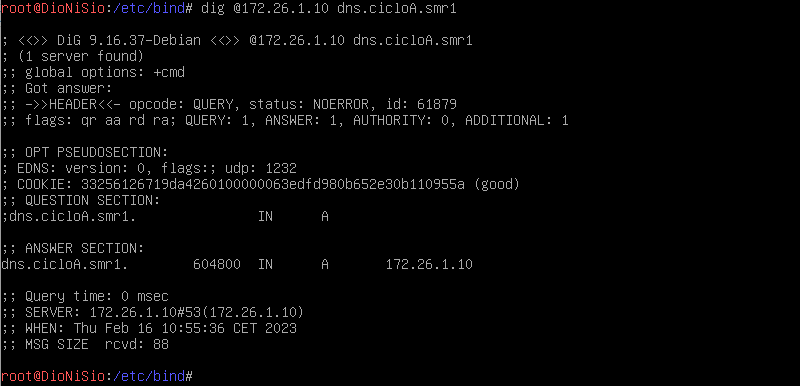 root@DioNiSio:/etc/bind# dig @172.26.1.10 dns.cicloA.smr1
; <<>> DiG 9.16.37-Debian <<>> @172.26.1.10 dns.cicloA.smr1
; (1 server found)
;; global options: +cmd
;; Got answer:
;; ->>HEADER<<- opcode: QUERY, status: NOERROR, id: 61879
;; flags: qr aa rd ra; QUERY: 1, ANSWER: 1, AUTHORITY: 0, ADDITIONAL: 1
;; OPT PSEUDOSECTION:
; EDNS: version: 0, flags:; udp: 1232
; COOKIE: 33256126719da4260100000063edfd980b652e30b110955a (good)
;; QUESTION SECTION:
;dns.cicloA.smr1. IN A
;; ANSWER SECTION:
dns.cicloA.smr1. 604800 IN A 172.26.1.10
;; Query time: 0 msec
;; SERVER: 172.26.1.10#53(172.26.1.10)
;; WHEN: Thu Feb 16 10:55:36 CET 2023
;; MSG SIZE rcvd: 88
root@DioNiSio:/etc/bind#